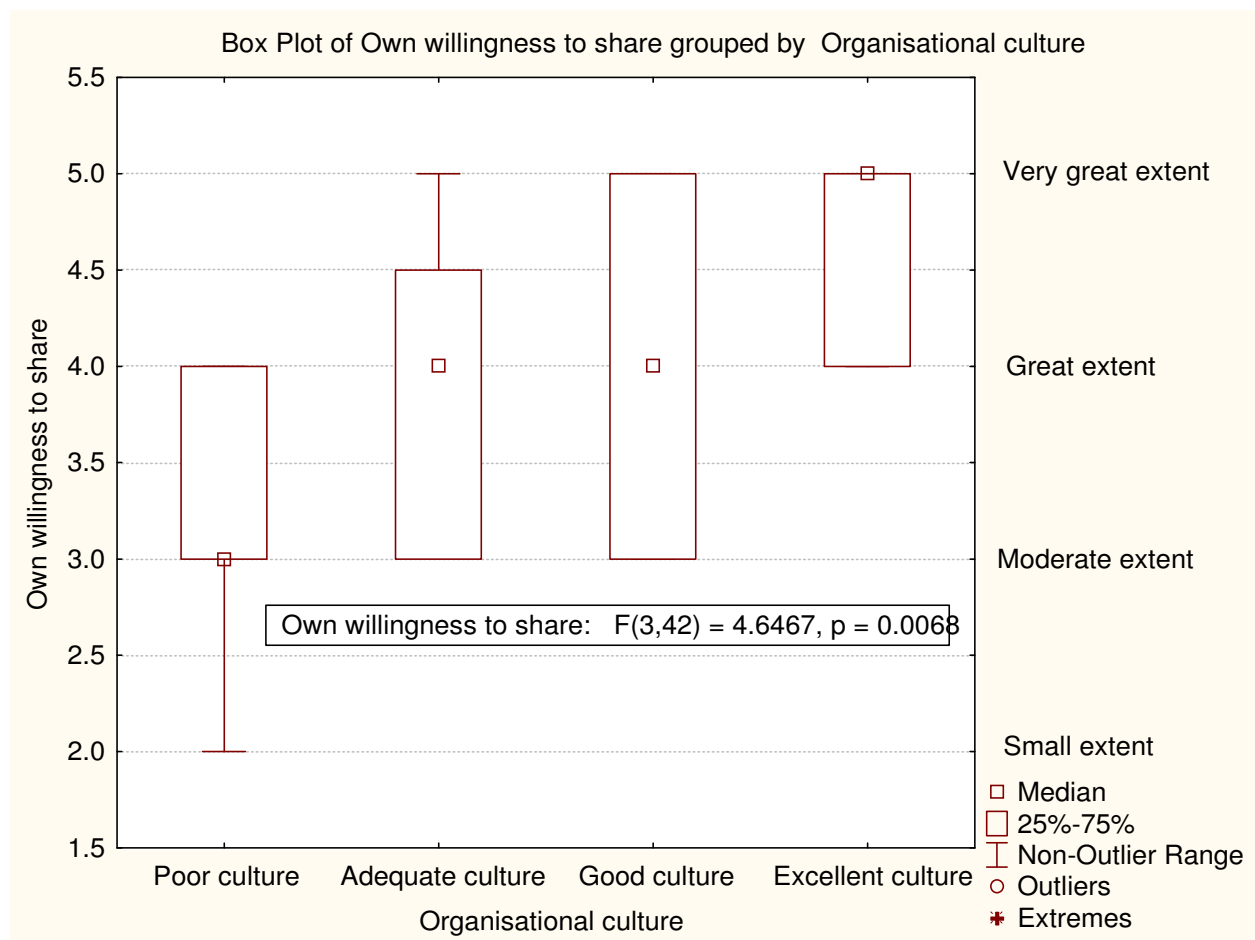 Box Plot of Own willingness to share grouped by  Organisational culture
5.5
5.0
4.5
4.0
3.5
3.0
2.5
2.0
1.5
Own willingness to share
Very great extent
Great extent
Moderate extent
Small extent
Own willingness to share:   F(3,42) = 4.6467, p = 0.0068
Poor culture
Adequate culture
Good culture
Excellent culture
Organisational culture
Median
25%-75%
Non-Outlier Range
Outliers
Extremes